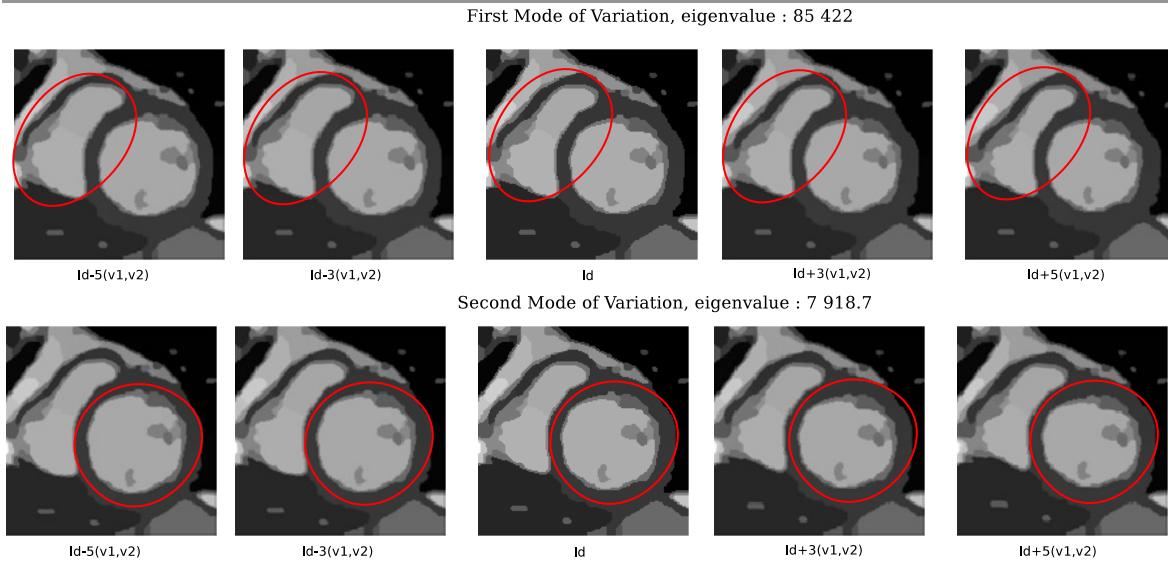 First Mode of Variation, eigenvalue : 85 422
Id-5(v1,v2) Id-3(v1,v2) Id Id+3(v1,v2) Id+5(v1,v2)
Second Mode of Variation, eigenvalue : 7 918.7
Id-5(v1,v2) Id-3(v1,v2) Id Id+3(v1,v2) Id+5(v1,v2)